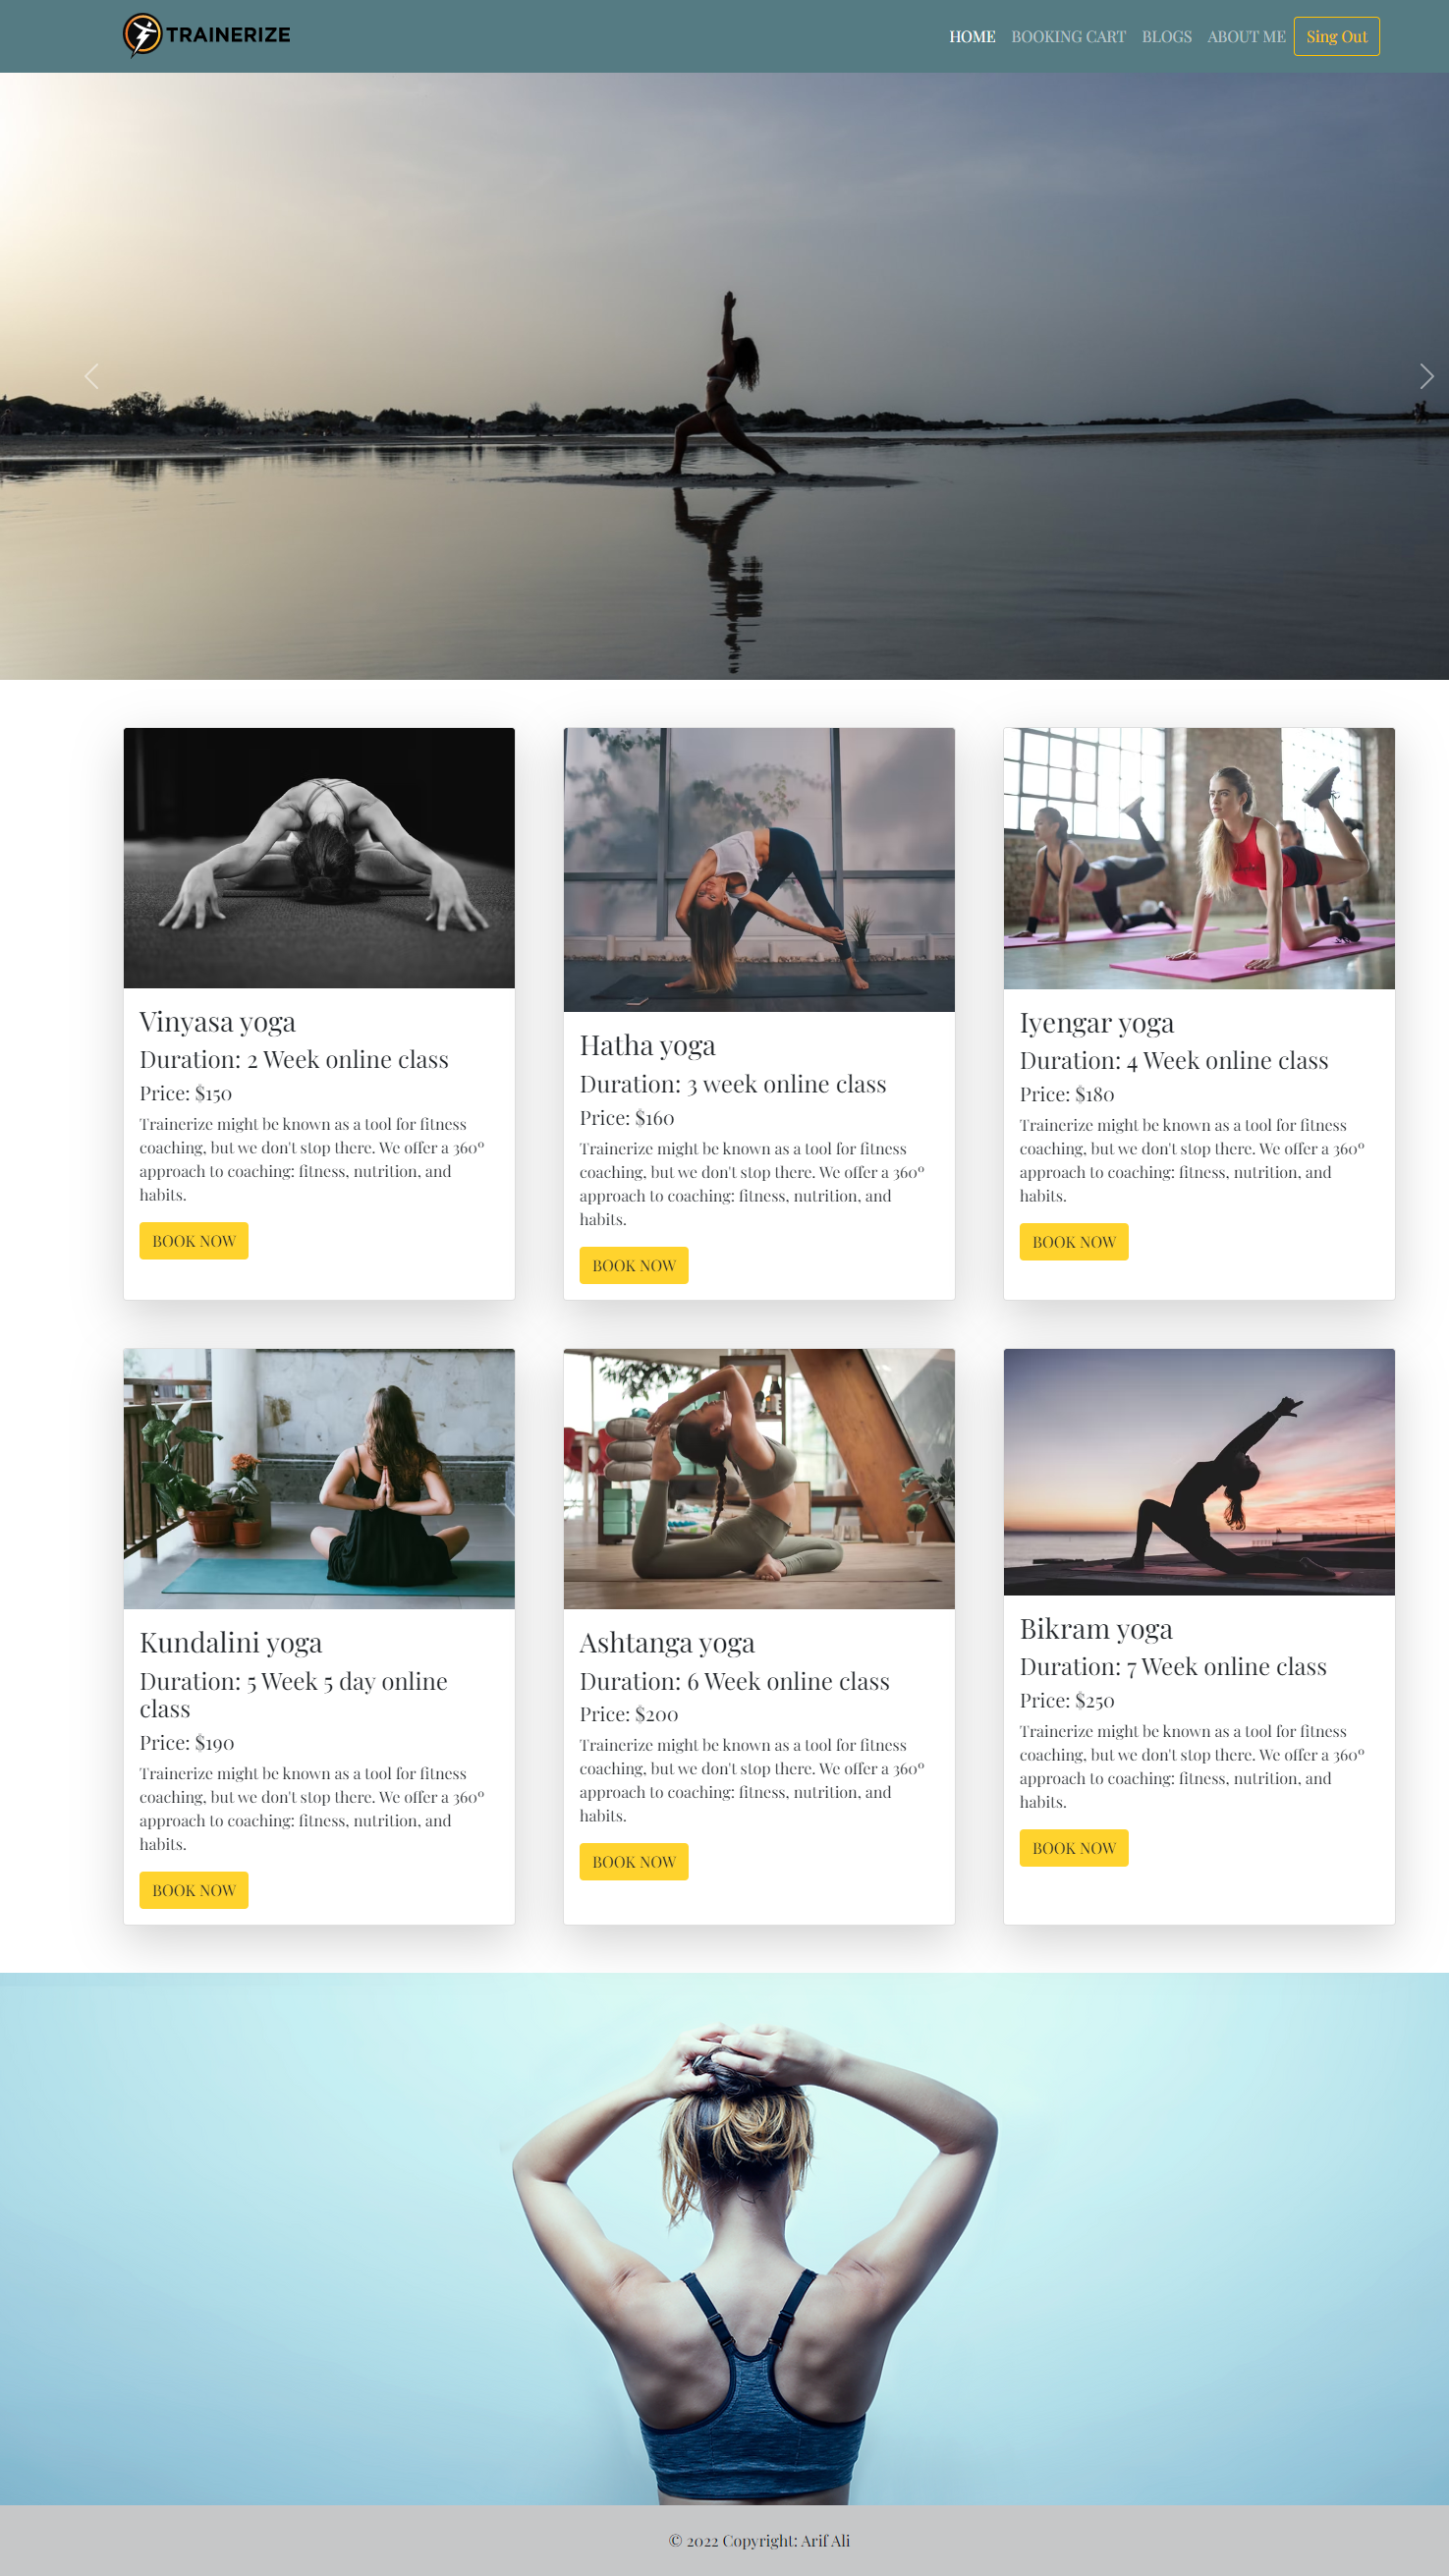 TRAINERIZE
HOME BOOKING CART BLOGS ABOUT ME Sing Out
Vinyasa yoga
Duration: 2 Week online class
Price: $150
Trainerize might be known as a tool for fitness
coaching, but we don't stop there. We offer a 360º
approach to coaching: fitness, nutrition, and
habits.
BOOK NOW
Hatha yoga
Duration: 3 week online class
Price: $160
Trainerize might be known as a tool for fitness
coaching, but we don't stop there. We offer a 360º
approach to coaching: fitness, nutrition, and
habits.
BOOK NOW
Iyengar yoga
Duration: 4 Week online class
Price: $180
Trainerize might be known as a tool for fitness
coaching, but we don't stop there. We offer a 360º
approach to coaching: fitness, nutrition, and
habits.
BOOK NOW
Kundalini yoga
Duration: 5 Week 5 day online
class
Price: $190
Trainerize might be known as a tool for fitness
coaching, but we don't stop there. We offer a 360º
approach to coaching: fitness, nutrition, and
habits.
BOOK NOW
Ashtanga yoga
Duration: 6 Week online class
Price: $200
Trainerize might be known as a tool for fitness
coaching, but we don't stop there. We offer a 360º
approach to coaching: fitness, nutrition, and
habits.
BOOK NOW
Bikram yoga
Duration: 7 Week online class
Price: $250
Trainerize might be known as a tool for fitness
coaching, but we don't stop there. We offer a 360º
approach to coaching: fitness, nutrition, and
habits.
BOOK NOW
© 2022 Copyright: Arif Ali